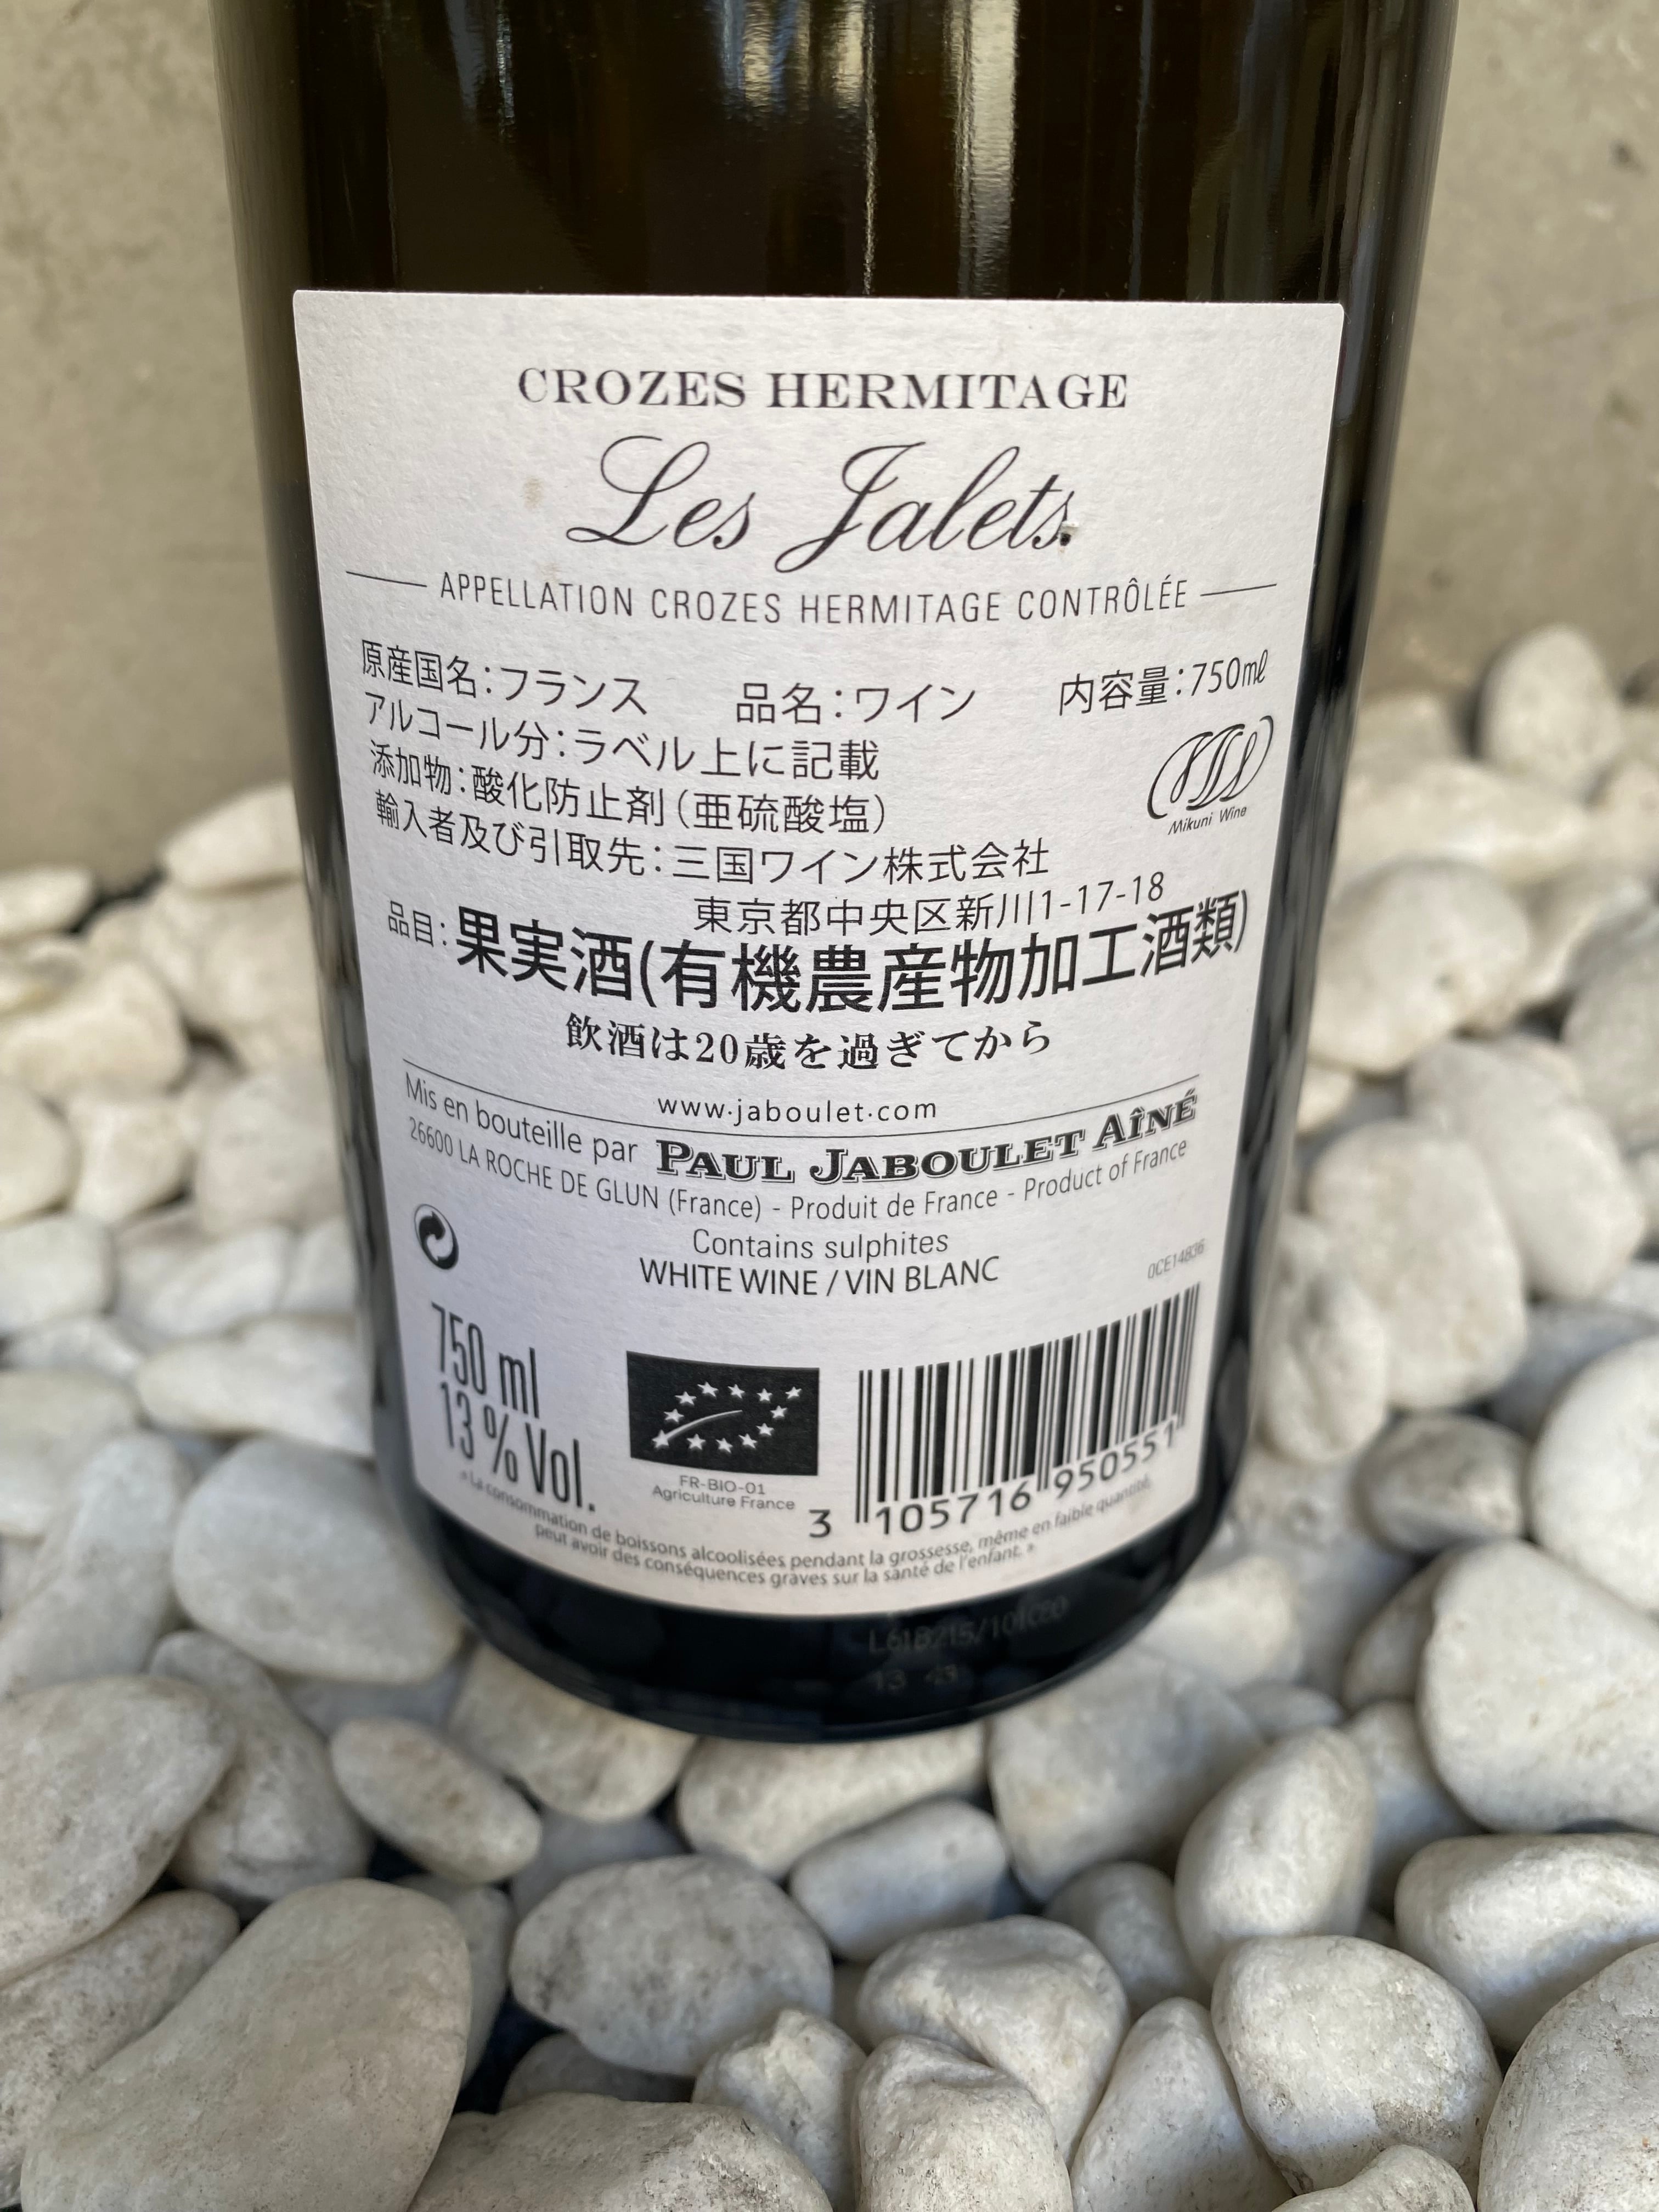 CROZES HERMITAGE
Les Jalets
APPELLATION CROZES HERMITAGE CONTRÔLÉE
原産国名:フランス 品名:ワイン 内容量:750㎖
アルコール分:ラベル上に記載
添加物:酸化防止剤(亜硫酸塩)
Mikuni Wine
輸入者及び引取先:三国ワイン株式会社
東京都中央区新川1-17-18
品目:果実酒(有機農産物加工酒類)
飲酒は20歳を過ぎてから
www.jaboulet.com
Mis en bouteille par PAUL JABOULET AÎNÉ
26600 LA ROCHE DE GLUN (France) - Produit de France - Product of France
Contains sulphites
WHITE WINE / VIN BLANC
0CE14836
750 ml
13 % Vol.
FR-BIO-01
Agriculture France
3 105716 950551
« La consommation de boissons alcoolisées pendant la grossesse, même en faible quantité,
peut avoir des conséquences graves sur la santé de l'enfant. »